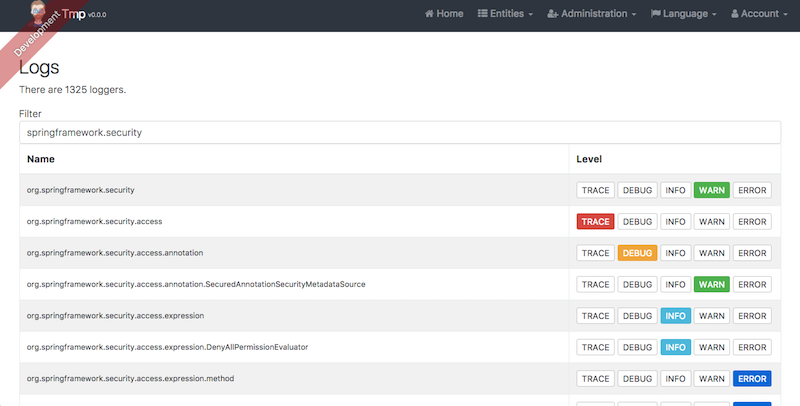 Development
Tmp v0.0.0 Home Entities Administration Language Account
Logs
There are 1325 loggers.
Filter
springframework.security
Name Level
org.springframework.security TRACE DEBUG INFO WARN ERROR
org.springframework.security.access TRACE DEBUG INFO WARN ERROR
org.springframework.security.access.annotation TRACE DEBUG INFO WARN ERROR
org.springframework.security.access.annotation.SecuredAnnotationSecurityMetadataSource TRACE DEBUG INFO WARN ERROR
org.springframework.security.access.expression TRACE DEBUG INFO WARN ERROR
org.springframework.security.access.expression.DenyAllPermissionEvaluator TRACE DEBUG INFO WARN ERROR
org.springframework.security.access.expression.method TRACE DEBUG INFO WARN ERROR